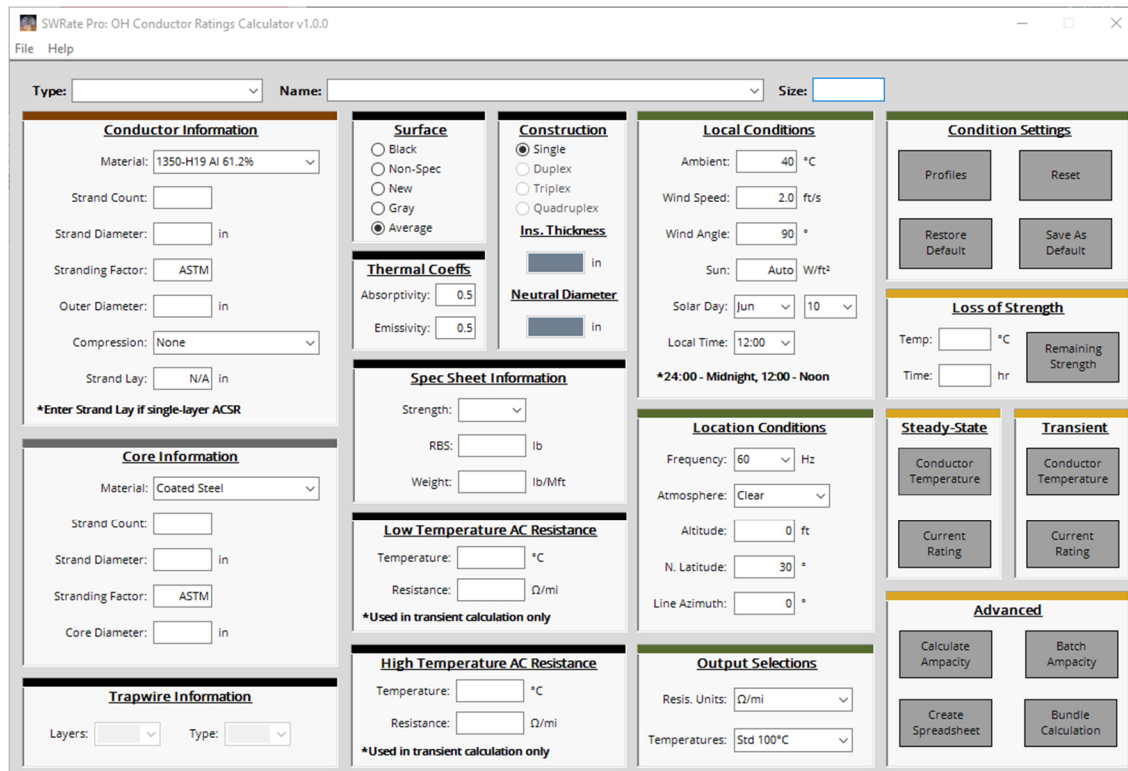 SWRate Pro: OH Conductor Ratings Calculator v1.0.0
File Help
Type: Name: Size:
Conductor Information
Material: 1350-H19 Al 61.2%
Strand Count:
Strand Diameter: in
Stranding Factor: ASTM
Outer Diameter: in
Compression: None
Strand Lay: N/A in
*Enter Strand Lay if single-layer ACSR
Core Information
Material: Coated Steel
Strand Count:
Strand Diameter: in
Stranding Factor: ASTM
Core Diameter: in
Trapwire Information
Layers: Type:
Surface
Black
Non-Spec
New
Gray
Average
Thermal Coeffs
Absorptivity: 0.5
Emissivity: 0.5
Construction
Single
Duplex
Triplex
Quadruplex
Ins. Thickness
in
Neutral Diameter
in
Spec Sheet Information
Strength:
RBS: lb
Weight: lb/Mft
Low Temperature AC Resistance
Temperature: °C
Resistance: Ω/mi
*Used in transient calculation only
High Temperature AC Resistance
Temperature: °C
Resistance: Ω/mi
*Used in transient calculation only
Local Conditions
Ambient: 40 °C
Wind Speed: 2.0 ft/s
Wind Angle: 90 °
Sun: Auto W/ft²
Solar Day: Jun 10
Local Time: 12:00
*24:00 - Midnight, 12:00 - Noon
Location Conditions
Frequency: 60 Hz
Atmosphere: Clear
Altitude: 0 ft
N. Latitude: 30 °
Line Azimuth: 0 °
Output Selections
Resis. Units: Ω/mi
Temperatures: Std 100°C
Condition Settings
Profiles Reset
Restore Default
Save As Default
Loss of Strength
Temp: °C
Time: hr
Remaining Strength
Steady-State
Conductor Temperature
Current Rating
Transient
Conductor Temperature
Current Rating
Advanced
Calculate Ampacity
Batch Ampacity
Create Spreadsheet
Bundle Calculation